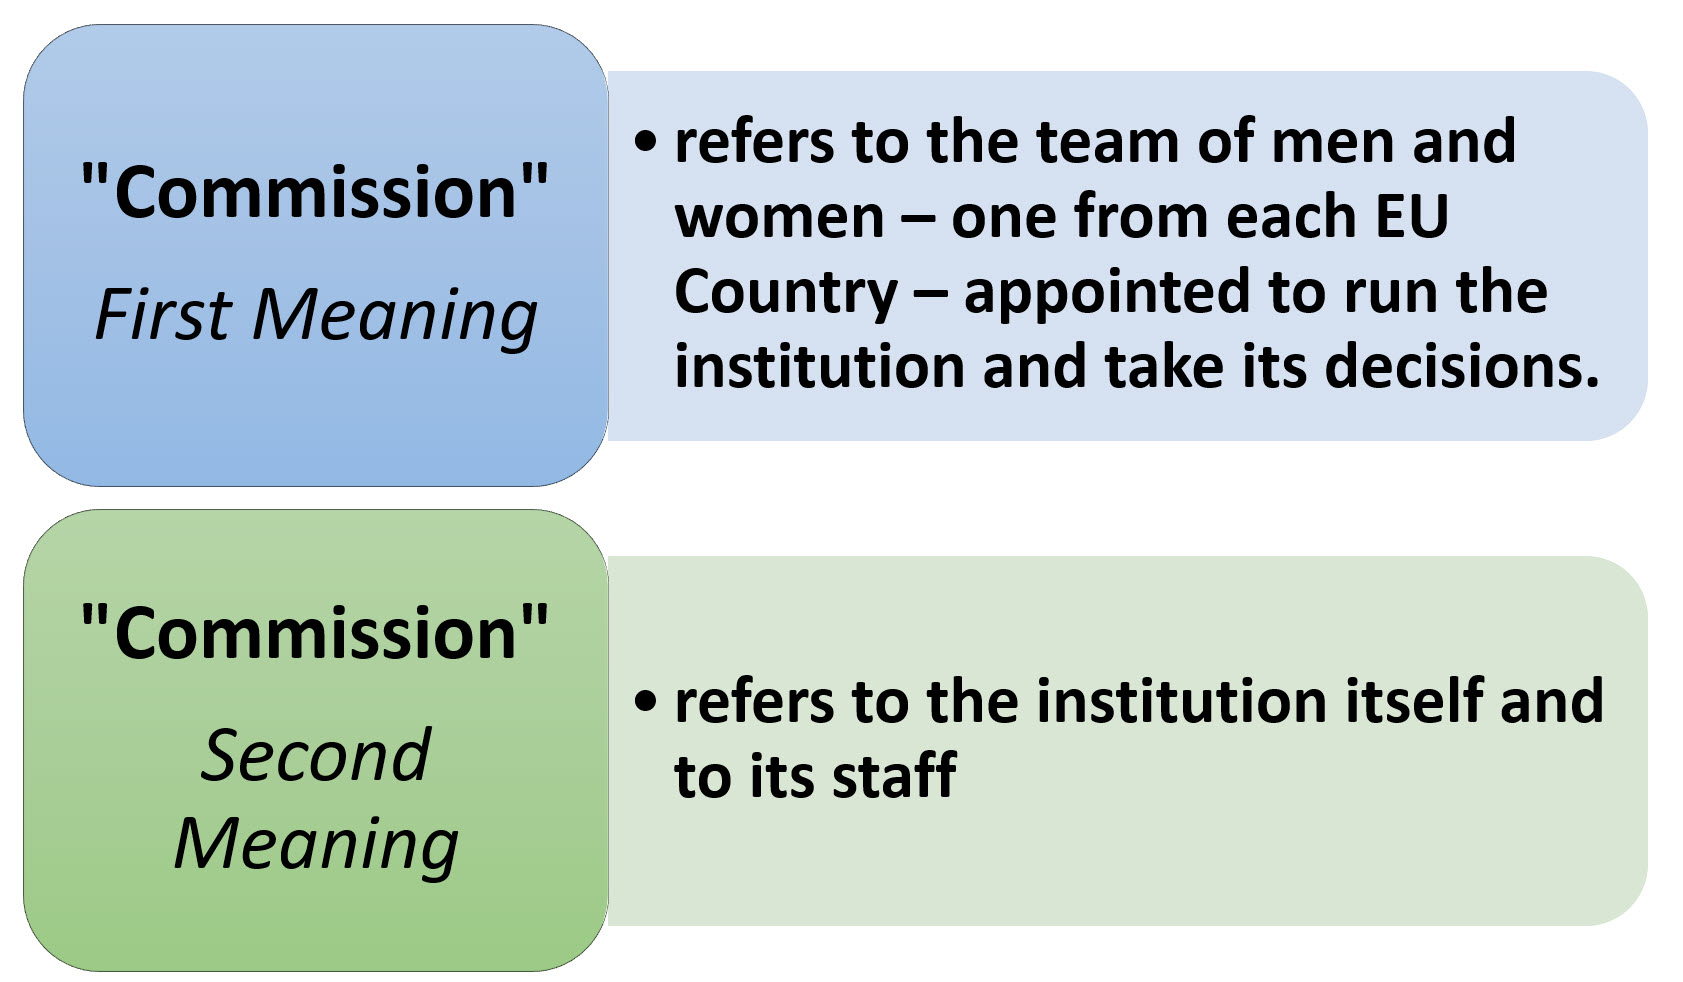 "Commission"
First Meaning
• refers to the team of men and
women – one from each EU
Country – appointed to run the
institution and take its decisions.
"Commission"
Second
Meaning
• refers to the institution itself and
to its staff